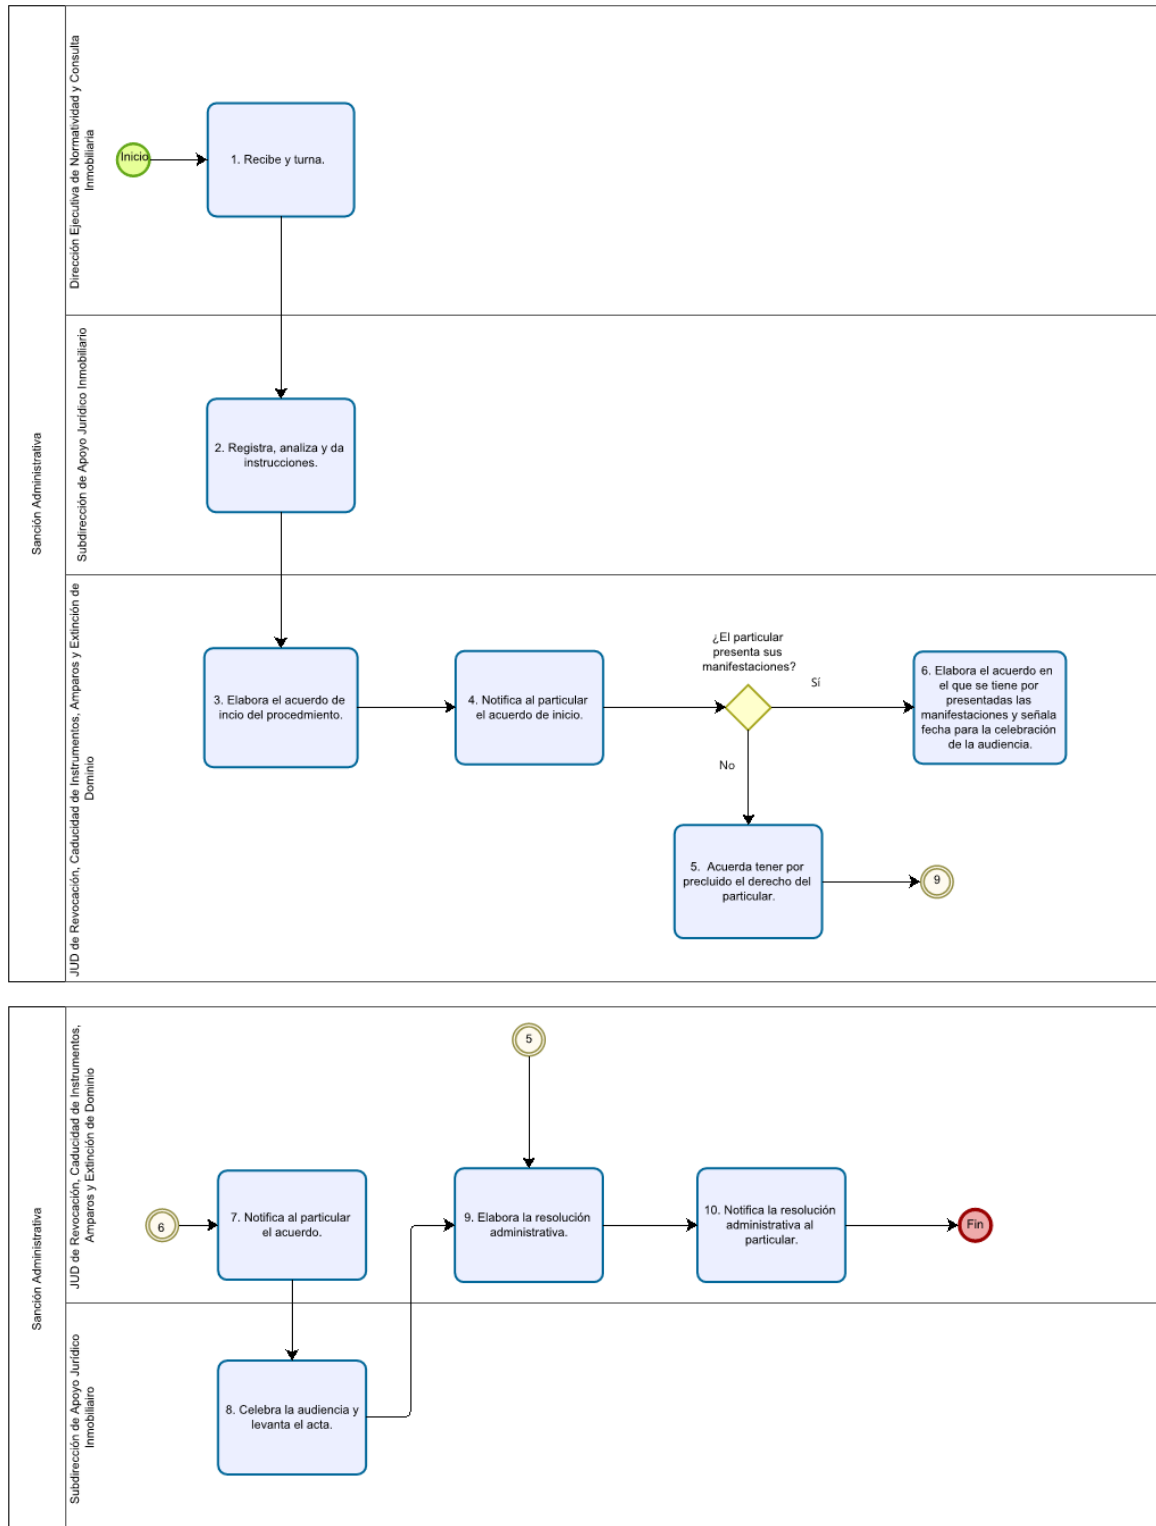 Sanción Administrativa
Dirección Ejecutiva de Normatividad y Consulta
Inmobiliaria
Inicio
1. Recibe y turna.
Subdirección de Apoyo Jurídico Inmobiliario
2. Registra, analiza y da
instrucciones.
JUD de Revocación, Caducidad de Instrumentos, Amparos y Extinción de
Dominio
3. Elabora el acuerdo de
incio del procedmiento.
4. Notifica al particular
el acuerdo de inicio.
¿El particular
presenta sus
manifestaciones?
Sí
6. Elabora el acuerdo en
el que se tiene por
presentadas las
manifestaciones y señala
fecha para la celebración
de la audiencia.
No
5. Acuerda tener por
precluido el derecho del
particular.
9
Sanción Administrativa
JUD de Revocación, Caducidad de Instrumentos,
Amparos y Extinción de Dominio
5
6
7. Notifica al particular
el acuerdo.
9. Elabora la resolución
administrativa.
10. Notifica la resolución
administrativa al
particular.
Fin
Subdirección de Apoyo Jurídico
Inmobiliairo
8. Celebra la audiencia y
levanta el acta.